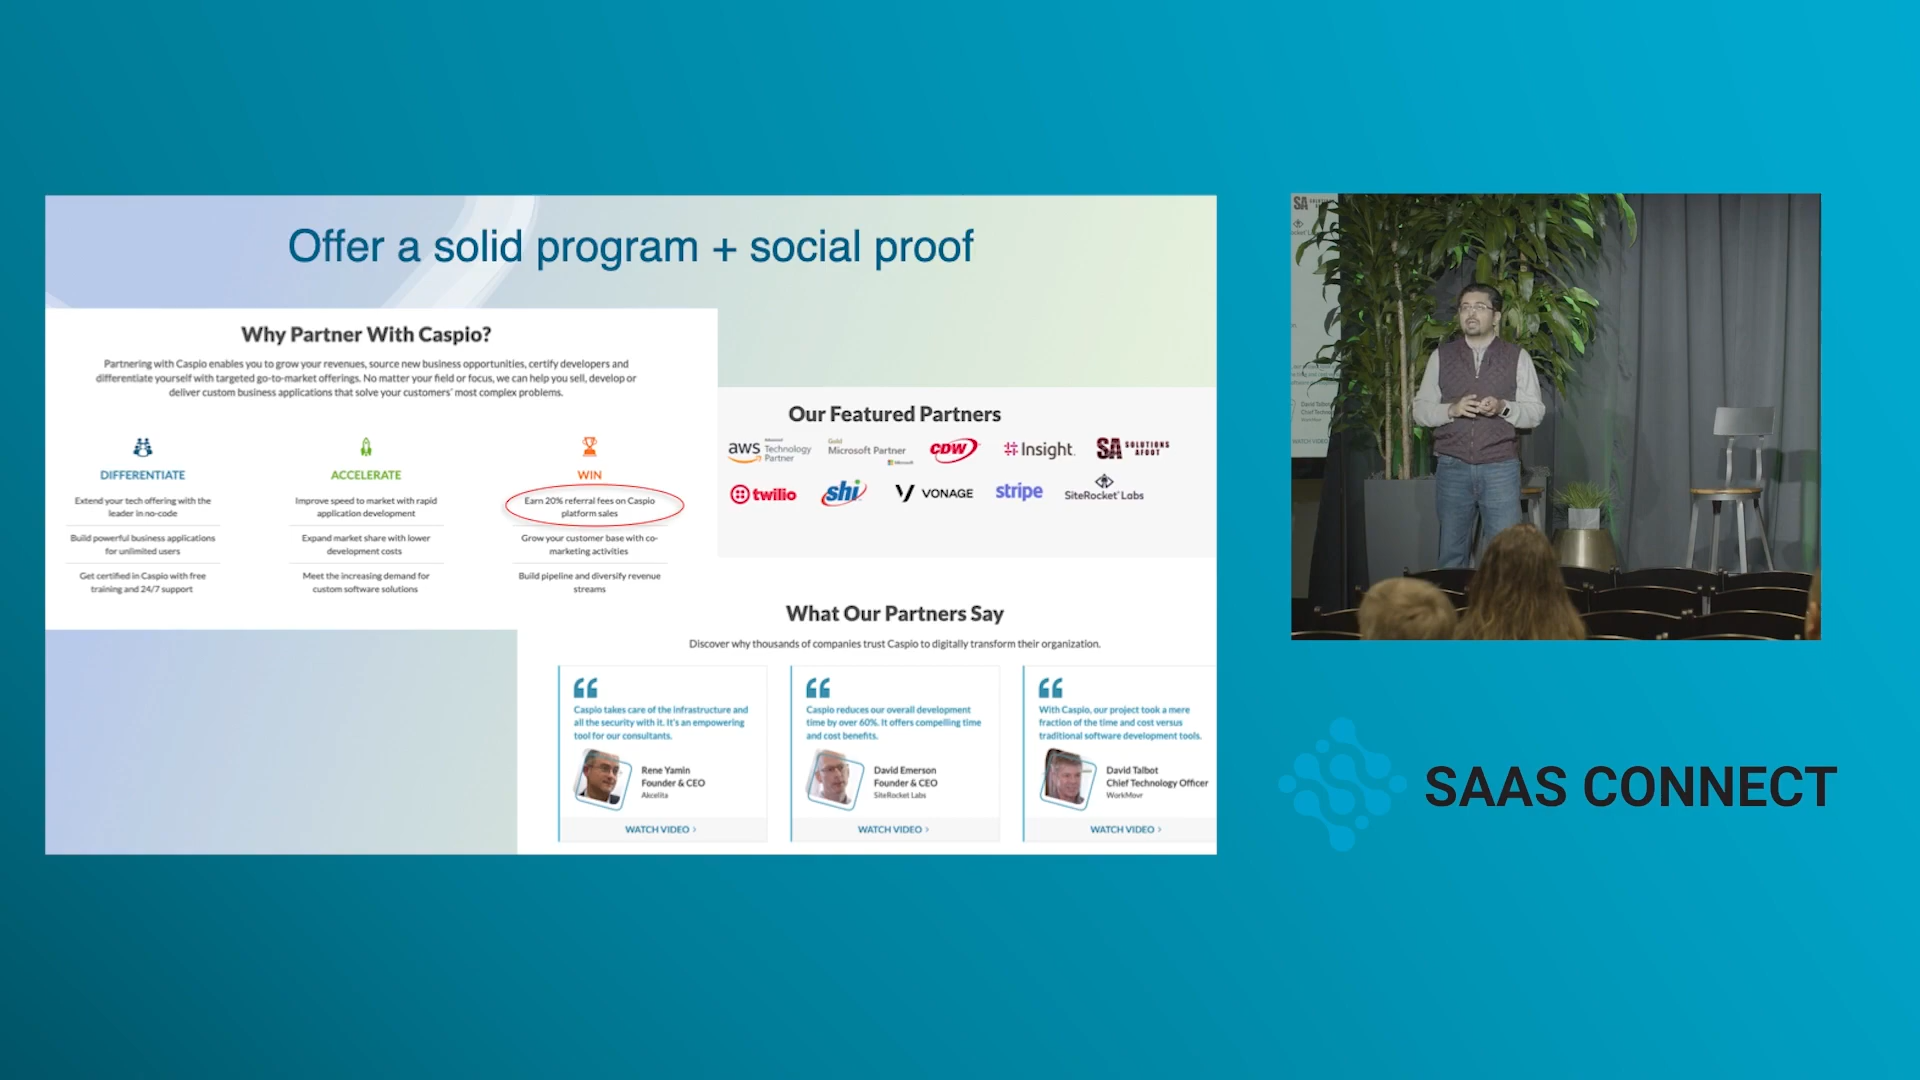 Offer a solid program + social proof
Why Partner With Caspio?
Partnering with Caspio enables you to grow your revenues, source new business opportunities, certify developers and
differentiate yourself with targeted go-to-market offerings. No matter your field or focus, we can help you sell, develop or
deliver custom business applications that solve your customers' most complex problems.
DIFFERENTIATE
Extend your tech offering with the
leader in no-code
Build powerful business applications
for unlimited users
Get certified in Caspio with free
training and 24/7 support
ACCELERATE
Improve speed to market with rapid
application development
Expand market share with lower
development costs
Meet the increasing demand for
custom software solutions
WIN
Earn 20% referral fees on Caspio
platform sales
Grow your customer base with co-
marketing activities
Build pipeline and diversify revenue
streams
Our Featured Partners
aws Advanced Technology Partner
Gold Microsoft Partner Microsoft
CDW
Insight.
SA SOLUTIONS AFOOT
twilio
shi
VONAGE
stripe
SiteRocket Labs
What Our Partners Say
Discover why thousands of companies trust Caspio to digitally transform their organization.
Caspio takes care of the infrastructure and
all the security with it. It's an empowering
tool for our consultants.
Rene Yamin
Founder & CEO
Akcelita
WATCH VIDEO >
Caspio reduces our overall development
time by over 60%. It offers compelling time
and cost benefits.
David Emerson
Founder & CEO
SiteRocket Labs
WATCH VIDEO >
With Caspio, our project took a mere
fraction of the time and cost versus
traditional software development tools.
David Talbot
Chief Technology Officer
WorkMovr
WATCH VIDEO >
SA
David Talbot
SAAS CONNECT